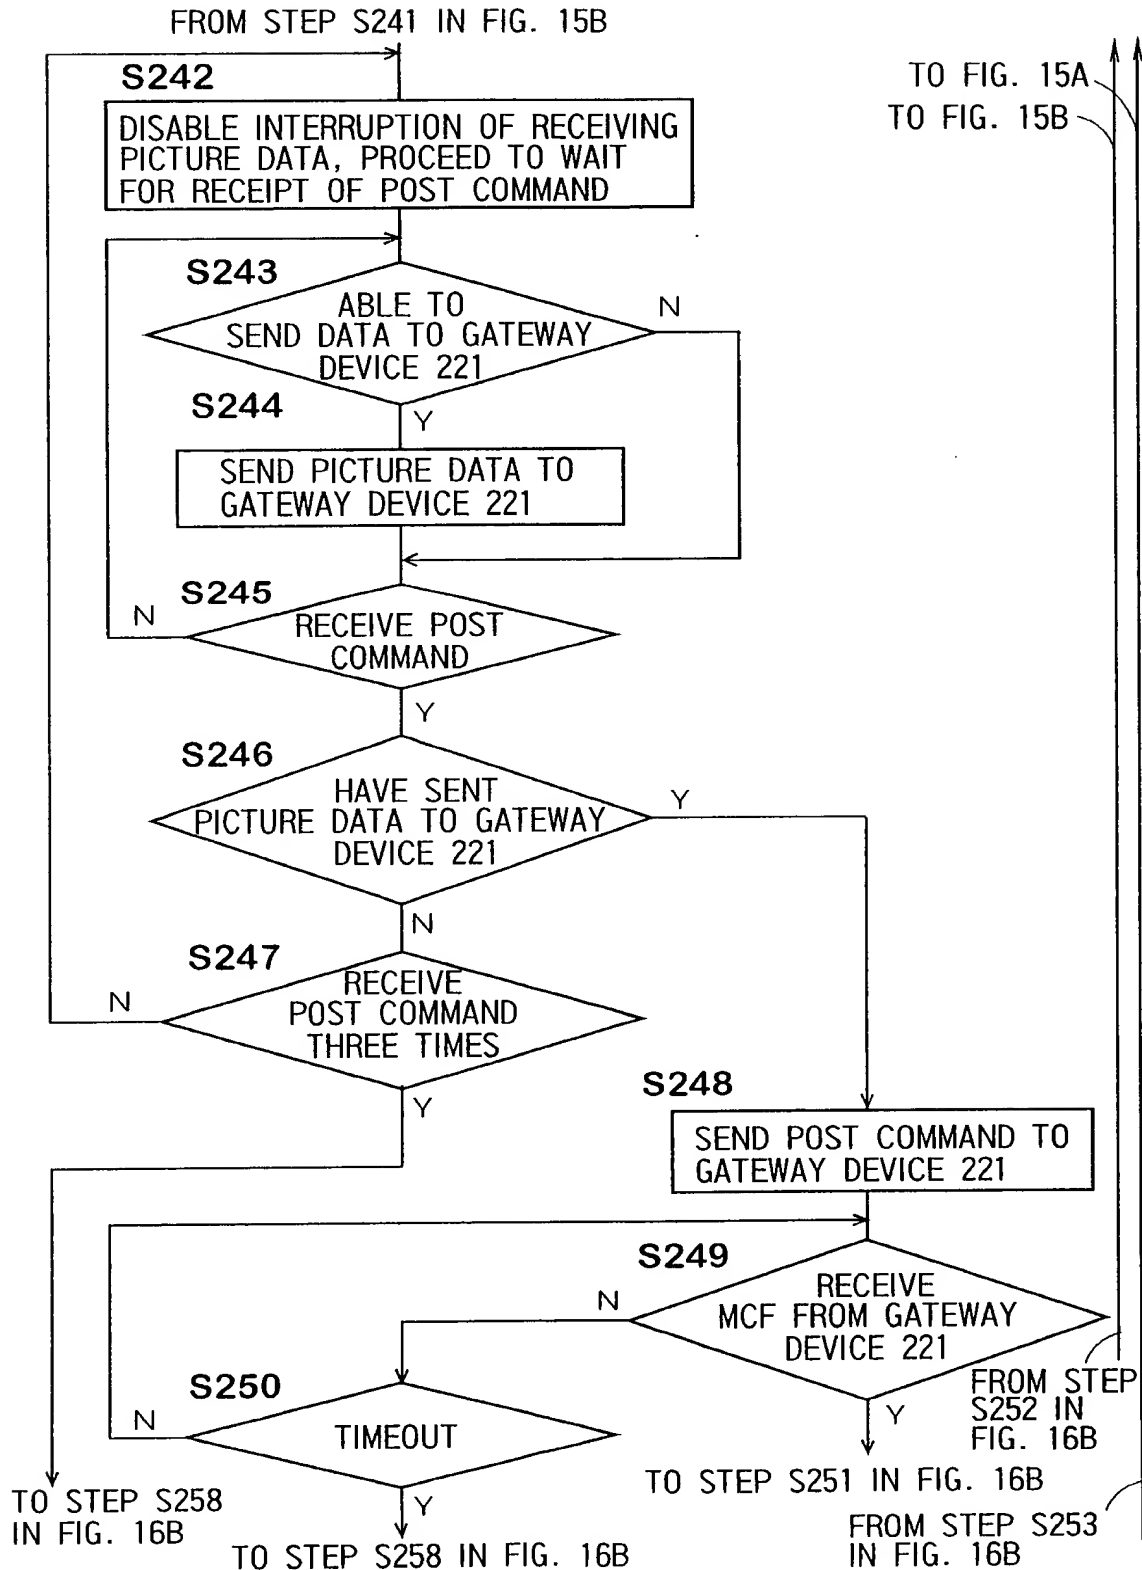 FROM STEP S241 IN FIG. 15B
S242
TO FIG. 15A
TO FIG. 15B
DISABLE INTERRUPTION OF RECEIVING
PICTURE DATA, PROCEED TO WAIT
FOR RECEIPT OF POST COMMAND
S243
ABLE TO
SEND DATA TO GATEWAY
DEVICE 221
N
S244
Y
SEND PICTURE DATA TO
GATEWAY DEVICE 221
S245
N
RECEIVE POST
COMMAND
Y
S246
HAVE SENT
PICTURE DATA TO GATEWAY
DEVICE 221
Y
N
S247
N
RECEIVE
POST COMMAND
THREE TIMES
Y
S248
SEND POST COMMAND TO
GATEWAY DEVICE 221
S249
N
RECEIVE
MCF FROM GATEWAY
DEVICE 221
Y
FROM STEP
S252 IN
FIG. 16B
S250
N
TIMEOUT
Y
TO STEP S251 IN FIG. 16B
TO STEP S258
IN FIG. 16B
TO STEP S258 IN FIG. 16B
FROM STEP S253
IN FIG. 16B